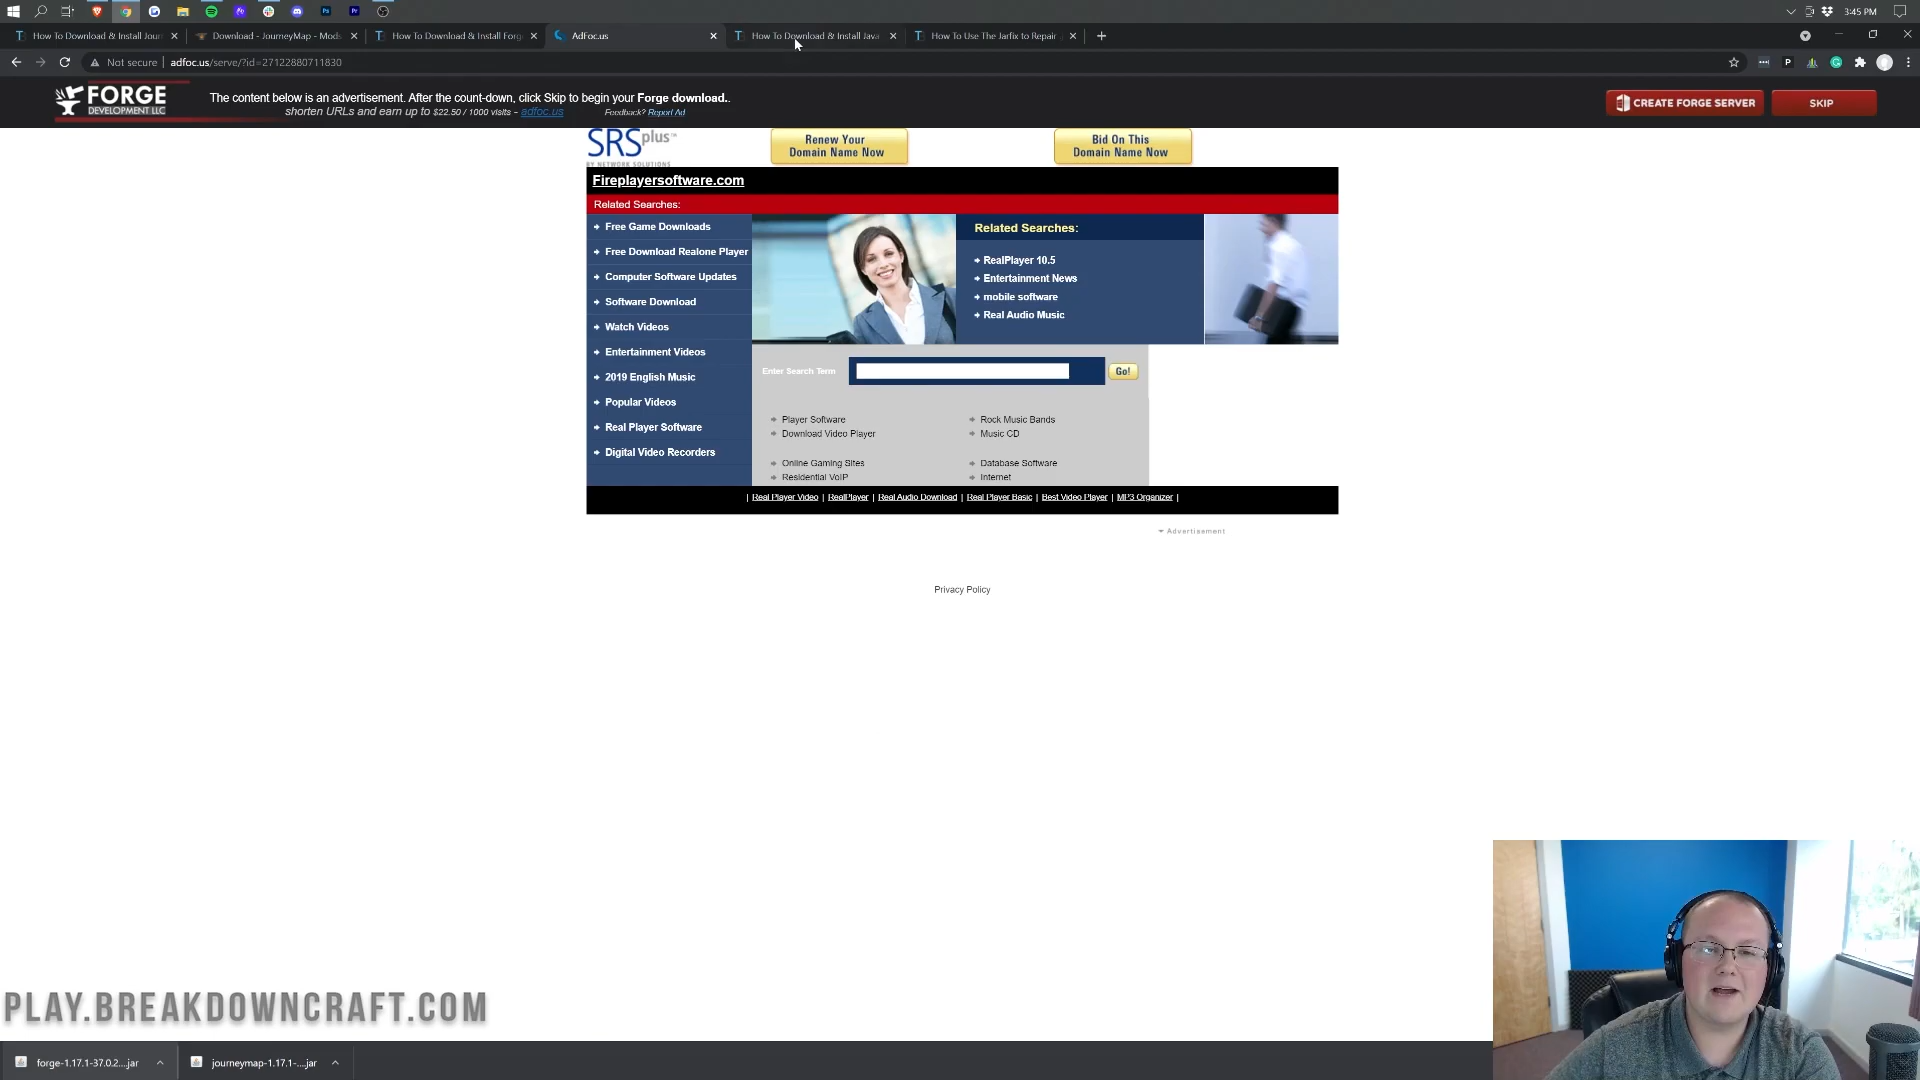 3:45 PM
How To Download & Install Jour
Download - JourneyMap - Mods
How To Download & Install Forg
AdFoc.us
How To Download & Install Java
How To Use The Jarfix to Repair
Not secure
adfoc.us/serve/?id=27122880711830
FORGE
DEVELOPMENT LLC
The content below is an advertisement. After the count-down, click Skip to begin your Forge download..
shorten URLs and earn up to $22.50 / 1000 visits - adfoc.us
Feedback? Report Ad
CREATE FORGE SERVER
SKIP
SRSplus™
BY NETWORK SOLUTIONS
Renew Your
Domain Name Now
Bid On This
Domain Name Now
Fireplayersoftware.com
Related Searches:
Free Game Downloads
Free Download Realone Player
Computer Software Updates
Software Download
Watch Videos
Entertainment Videos
2019 English Music
Popular Videos
Real Player Software
Digital Video Recorders
Related Searches:
RealPlayer 10.5
Entertainment News
mobile software
Real Audio Music
Enter Search Term
Go!
Player Software
Download Video Player
Online Gaming Sites
Residential VoIP
Rock Music Bands
Music CD
Database Software
Internet
| Real Player Video | RealPlayer | Real Audio Download | Real Player Basic | Best Video Player | MP3 Organizer |
Advertisement
Privacy Policy
PLAY.BREAKDOWNCRAFT.COM
forge-1.17.1-37.0.2....jar
journeymap-1.17.1-....jar